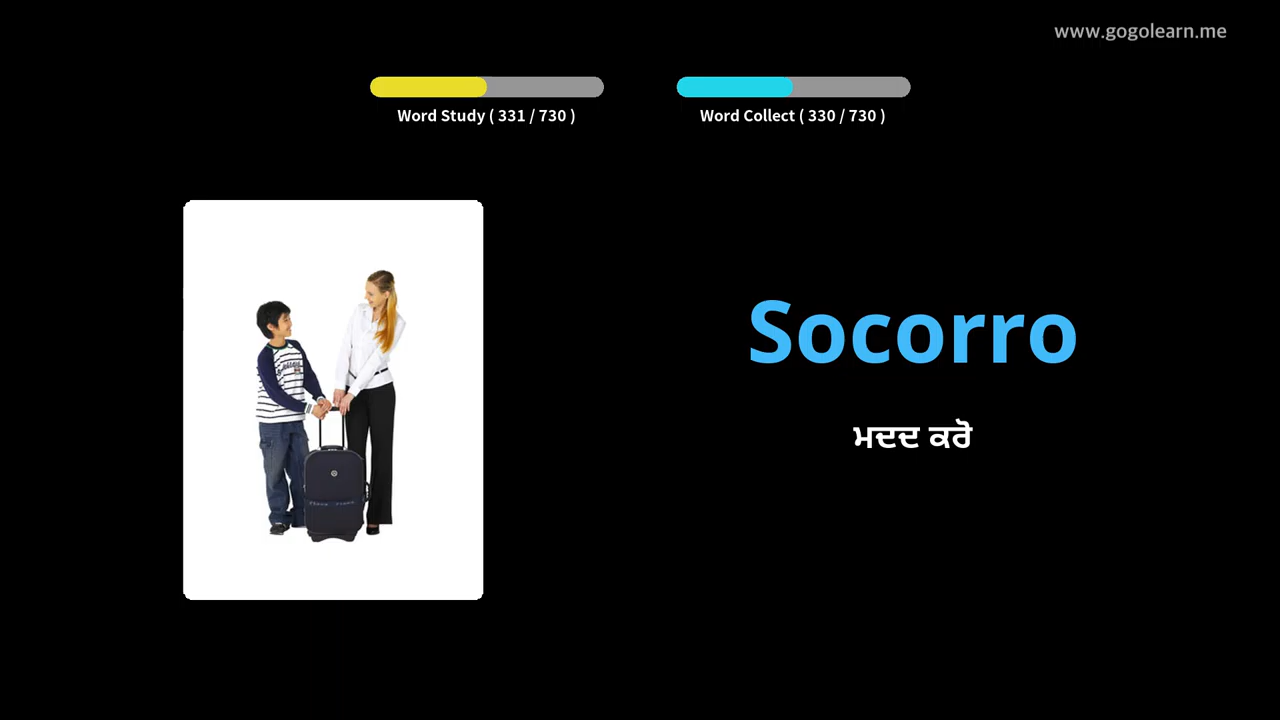 www.gogolearn.me
Word Study ( 331 / 730 )
Word Collect ( 330 / 730 )
Socorro
ਮਦਦ ਕਰੋ